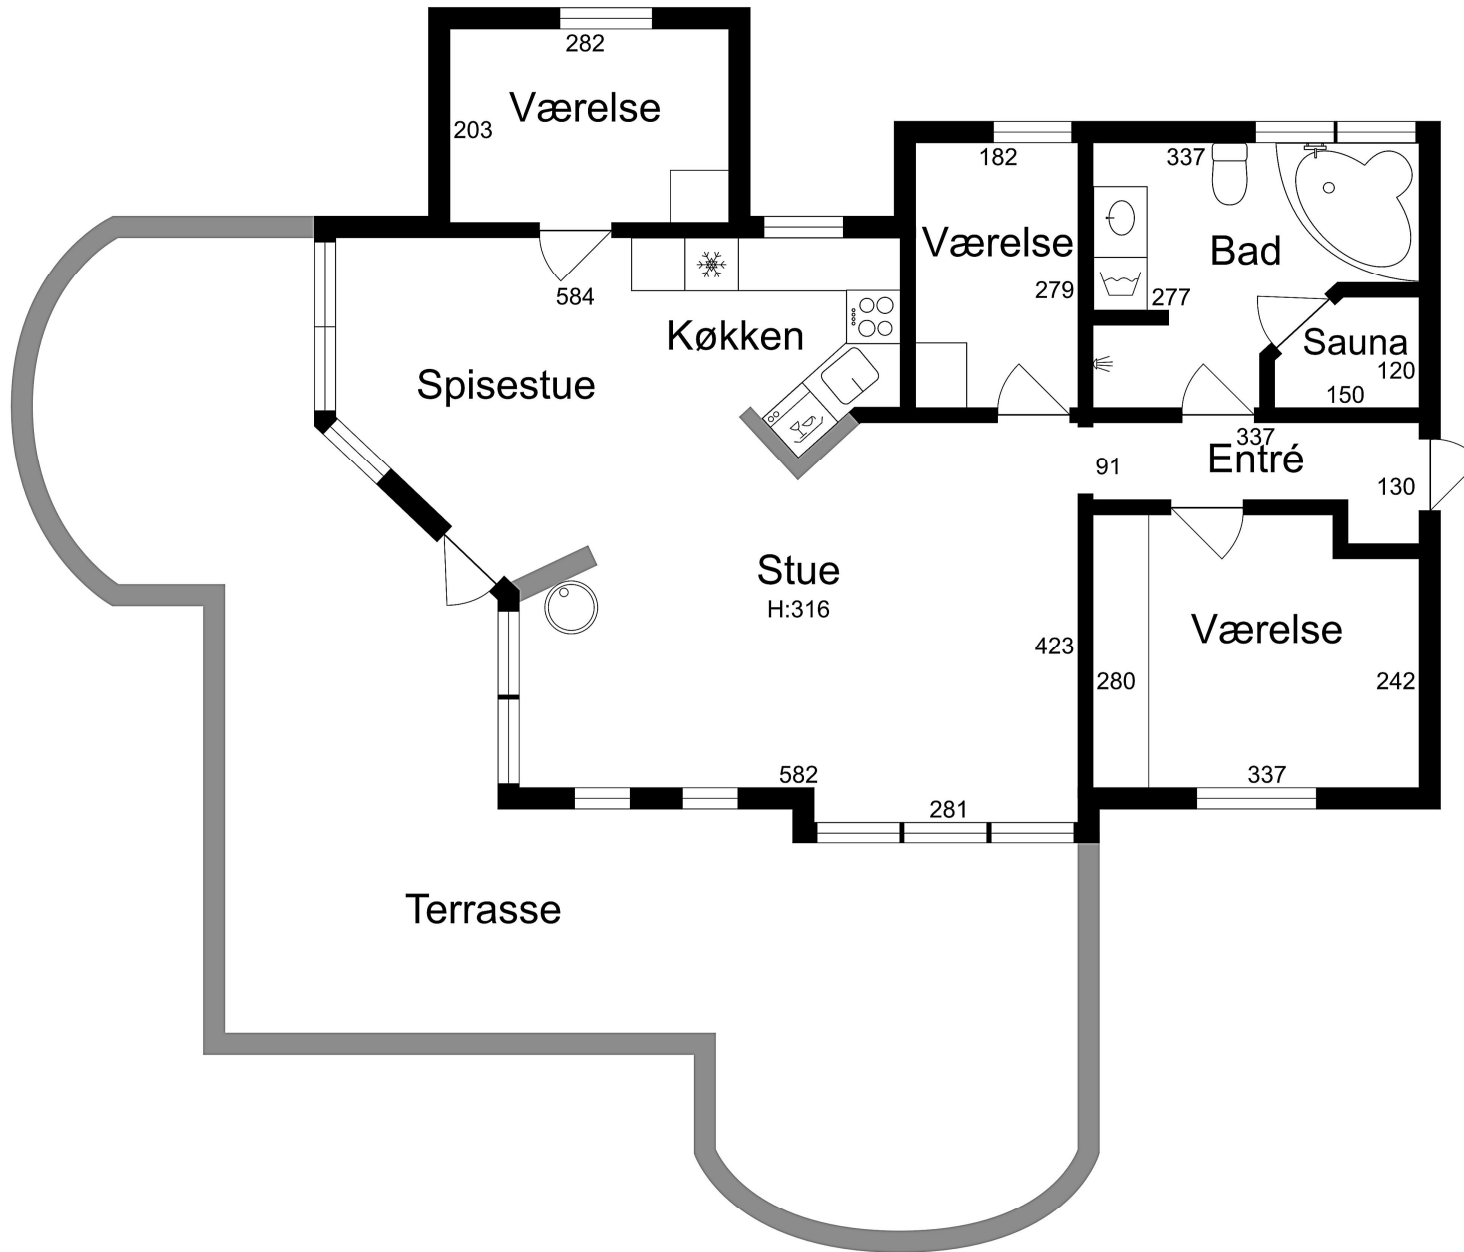 282
Værelse
203
182
337
Værelse
Bad
279
277
584
Køkken
Sauna
120
150
Spisestue
337
Entré
91
130
Stue
H:316
Værelse
423
280
242
582
337
281
Terrasse